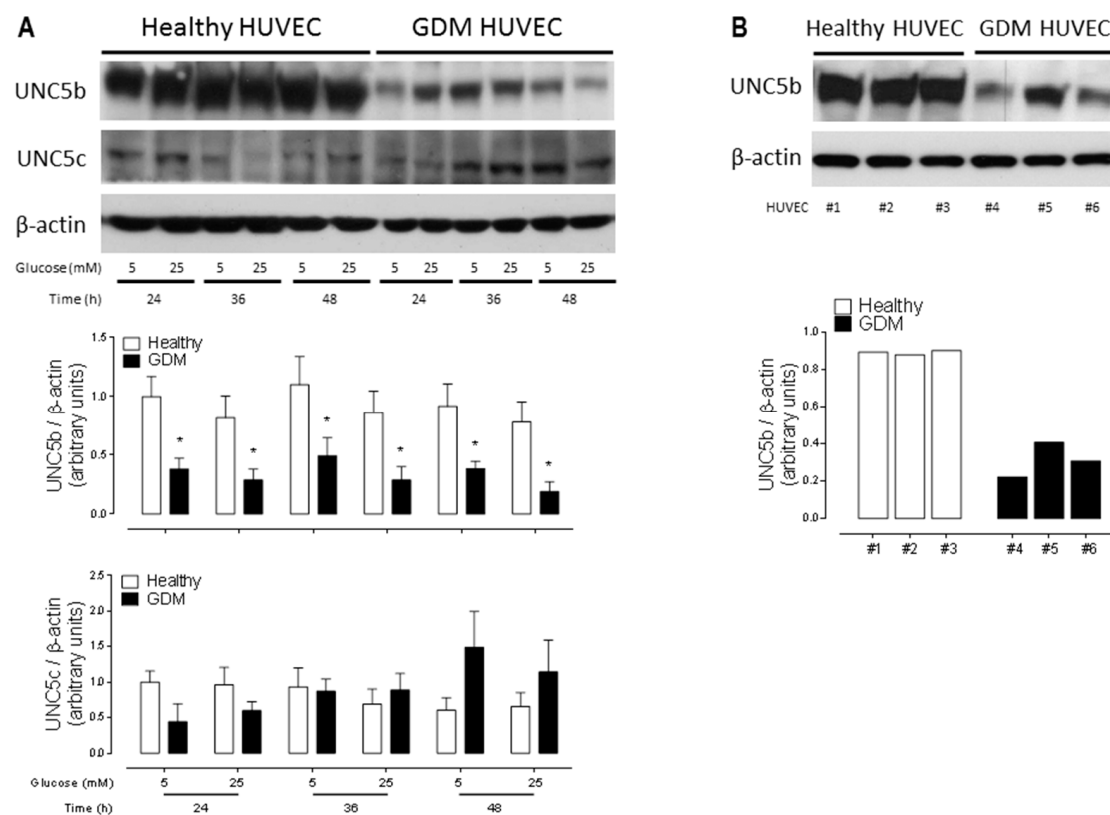 A
Healthy HUVEC GDM HUVEC
UNC5b
UNC5c
β-actin
Glucose (mM) 5 25 5 25 5 25 5 25 5 25 5 25
Time (h) 24 36 48 24 36 48
Healthy
GDM
UNC5b / β-actin
(arbitrary units)
1.5
1.0
0.5
0.0
* * * * * *
Healthy
GDM
UNC5c / β-actin
(arbitrary units)
2.5
2.0
1.5
1.0
0.5
0.0
Glucose (mM) 5 25 5 25 5 25
Time (h) 24 36 48
B
Healthy HUVEC GDM HUVEC
UNC5b
β-actin
HUVEC #1 #2 #3 #4 #5 #6
Healthy
GDM
UNC5b / β-actin
(arbitrary units)
1.0
0.8
0.6
0.4
0.2
0.0
#1 #2 #3 #4 #5 #6